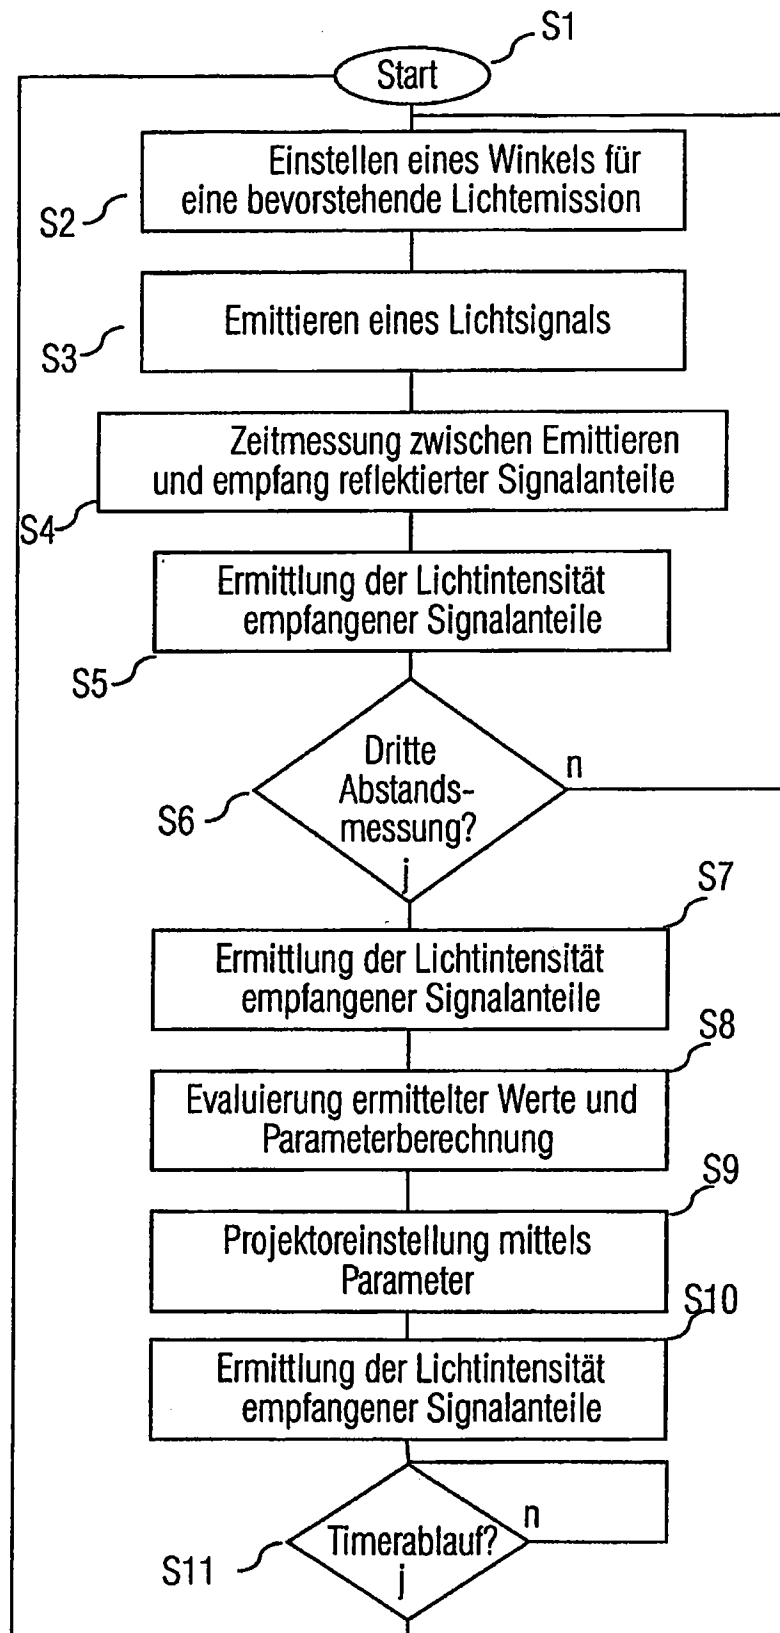 S1
Start
Einstellen eines Winkels für
eine bevorstehende Lichtemission
S2
Emittieren eines Lichtsignals
S3
Zeitmessung zwischen Emittieren
und empfang reflektierter Signalanteile
S4
Ermittlung der Lichtintensität
empfangener Signalanteile
S5
Dritte
Abstands-
messung?
n
S6
j
S7
Ermittlung der Lichtintensität
empfangener Signalanteile
S8
Evaluierung ermittelter Werte und
Parameterberechnung
S9
Projektoreinstellung mittels
Parameter
S10
Ermittlung der Lichtintensität
empfangener Signalanteile
n
Timerablauf?
S11
j